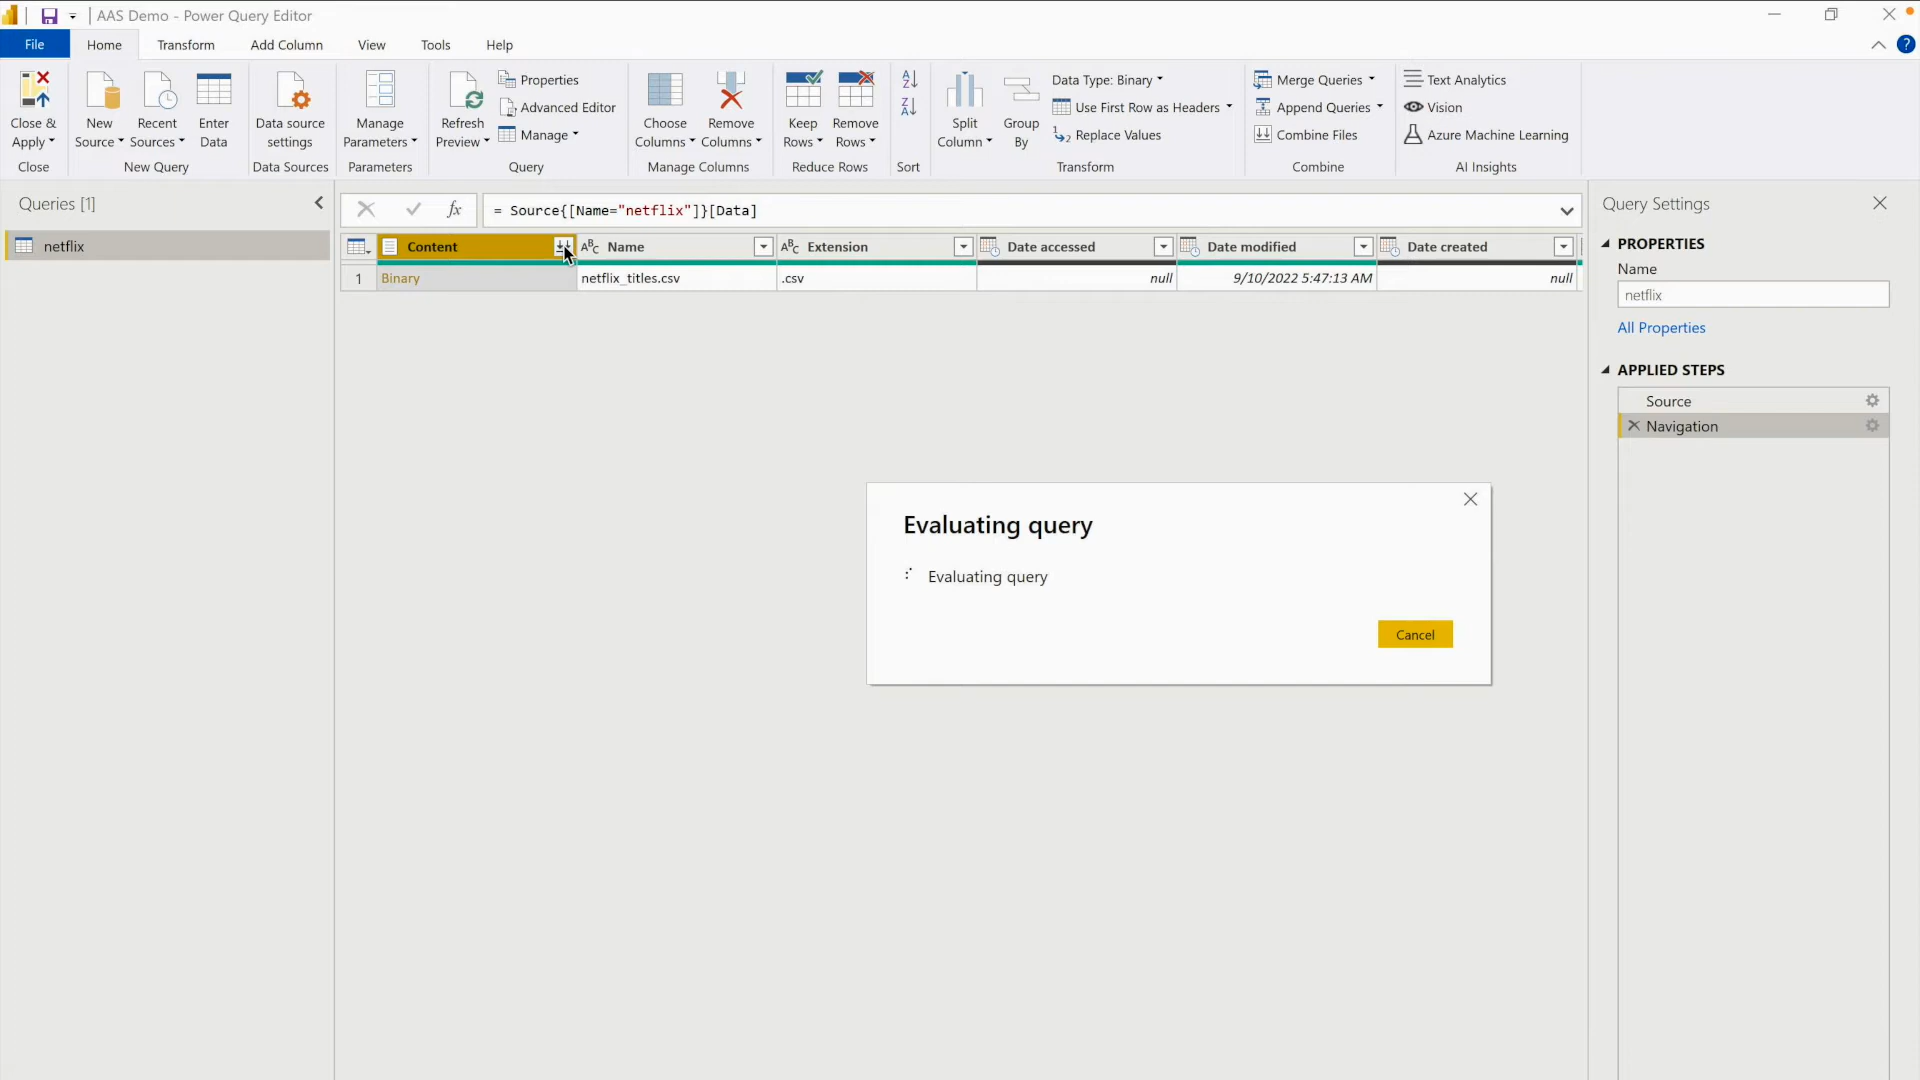 AAS Demo - Power Query Editor
File Home Transform Add Column View Tools Help
Close & Apply
Close
New Source
Recent Sources
Enter Data
New Query
Data source settings
Data Sources
Manage Parameters
Parameters
Refresh Preview
Properties
Advanced Editor
Manage
Query
Choose Columns
Remove Columns
Manage Columns
Keep Rows
Remove Rows
Reduce Rows
Sort
Split Column
Group By
Data Type: Binary
Use First Row as Headers
Replace Values
Transform
Merge Queries
Append Queries
Combine Files
Combine
Text Analytics
Vision
Azure Machine Learning
AI Insights
Queries [1]
netflix
fx = Source{[Name="netflix"]}[Data]
Content Name Extension Date accessed Date modified Date created
1 Binary netflix_titles.csv .csv null 9/10/2022 5:47:13 AM null
Evaluating query
Evaluating query
Cancel
Query Settings
PROPERTIES
Name
netflix
All Properties
APPLIED STEPS
Source
Navigation